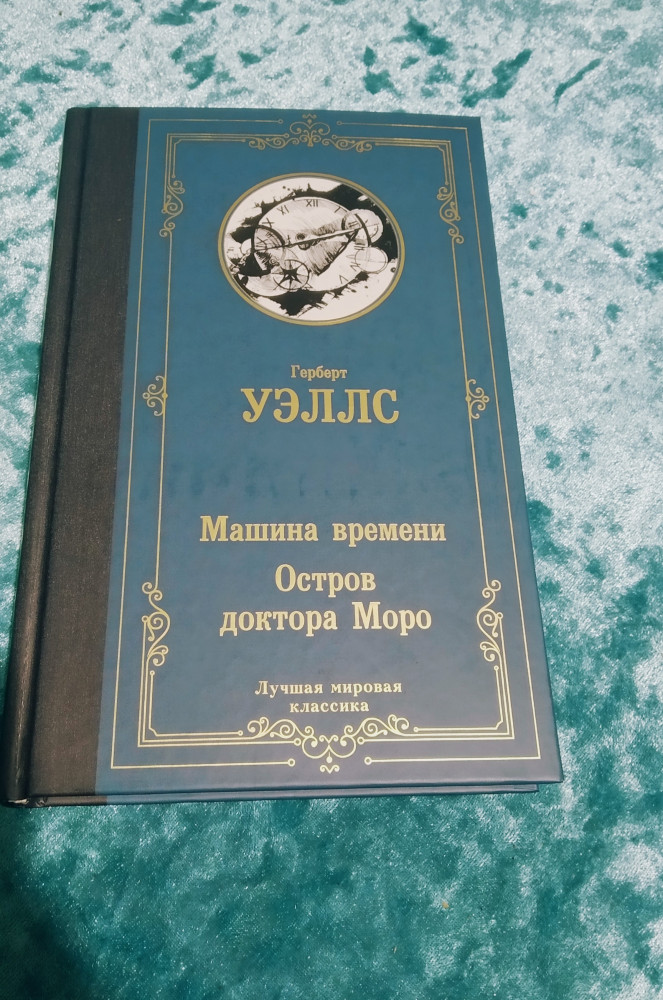 Герберт
УЭЛЛС
Машина времени
Остров
доктора Моро
Лучшая мировая
классика